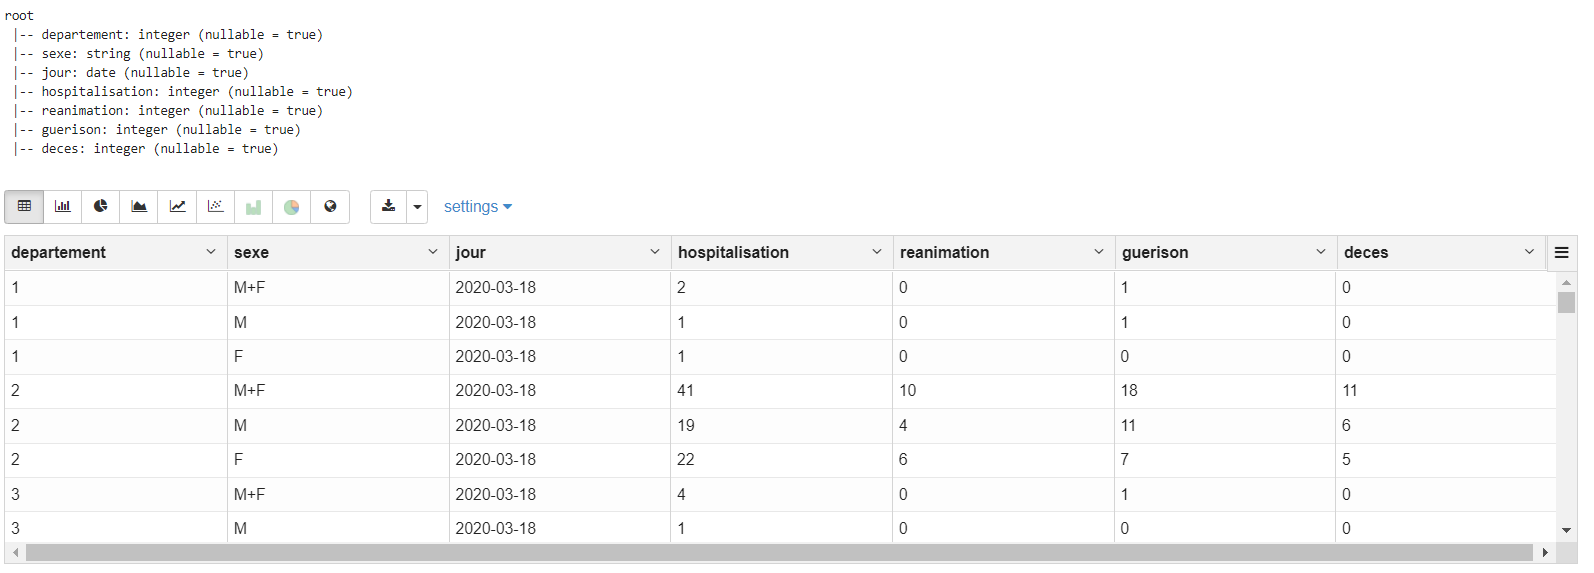 root
 |-- departement: integer (nullable = true)
 |-- sexe: string (nullable = true)
 |-- jour: date (nullable = true)
 |-- hospitalisation: integer (nullable = true)
 |-- reanimation: integer (nullable = true)
 |-- guerison: integer (nullable = true)
 |-- deces: integer (nullable = true)
settings
departement sexe jour hospitalisation reanimation guerison deces
1 M+F 2020-03-18 2 0 1 0
1 M 2020-03-18 1 0 1 0
1 F 2020-03-18 1 0 0 0
2 M+F 2020-03-18 41 10 18 11
2 M 2020-03-18 19 4 11 6
2 F 2020-03-18 22 6 7 5
3 M+F 2020-03-18 4 0 1 0
3 M 2020-03-18 1 0 0 0